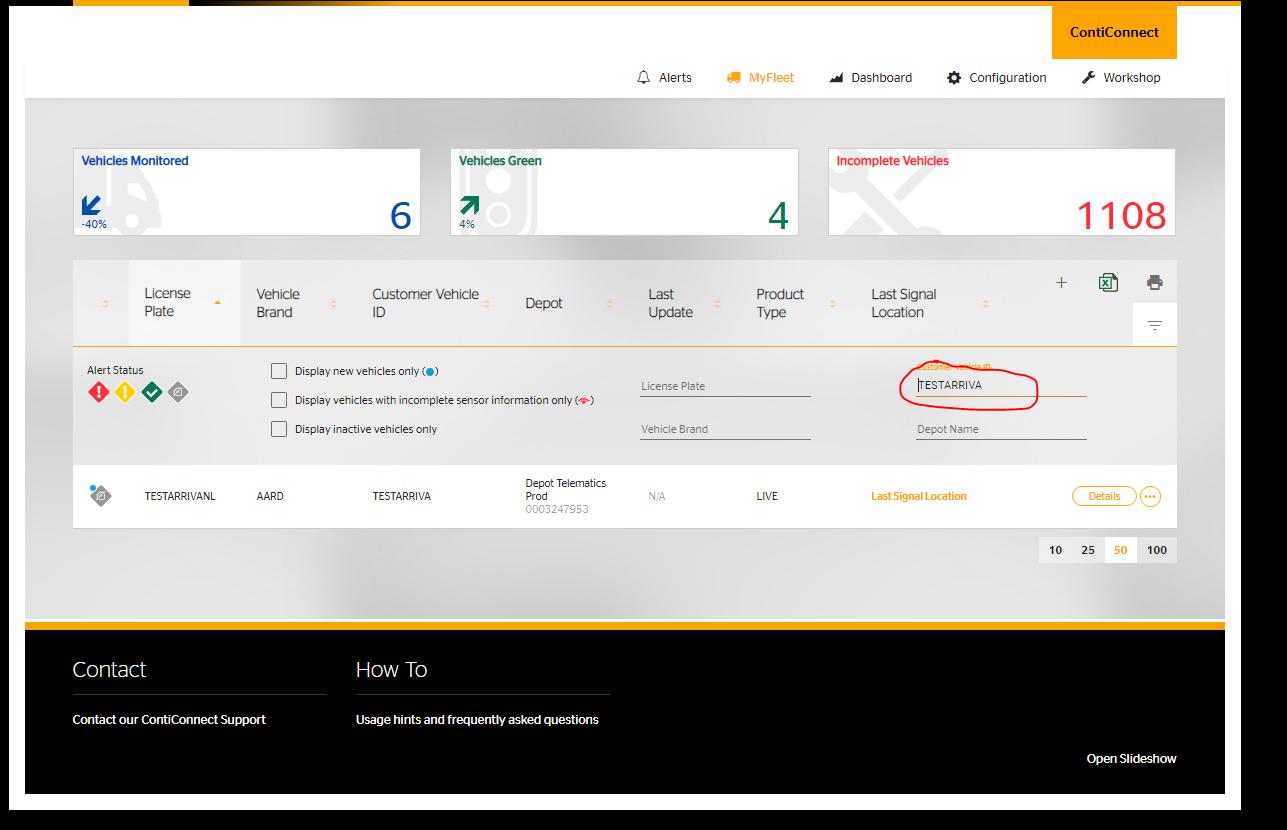 ContiConnect
Alerts
MyFleet
Dashboard
Configuration
Workshop
Vehicles Monitored
-40%
6
Vehicles Green
4%
4
Incomplete Vehicles
1108
License
Plate
Vehicle
Brand
Customer Vehicle
ID
Depot
Last
Update
Product
Type
Last Signal
Location
Alert Status
Display new vehicles only ( )
Display vehicles with incomplete sensor information only ( )
Display inactive vehicles only
License Plate
Vehicle Brand
Customer Vehicle ID
TESTARRIVA
Depot Name
TESTARRIVANL
AARD
TESTARRIVA
Depot Telematics
Prod
0003247953
N/A
LIVE
Last Signal Location
Details
10 25 50 100
Contact
Contact our ContiConnect Support
How To
Usage hints and frequently asked questions
Open Slideshow